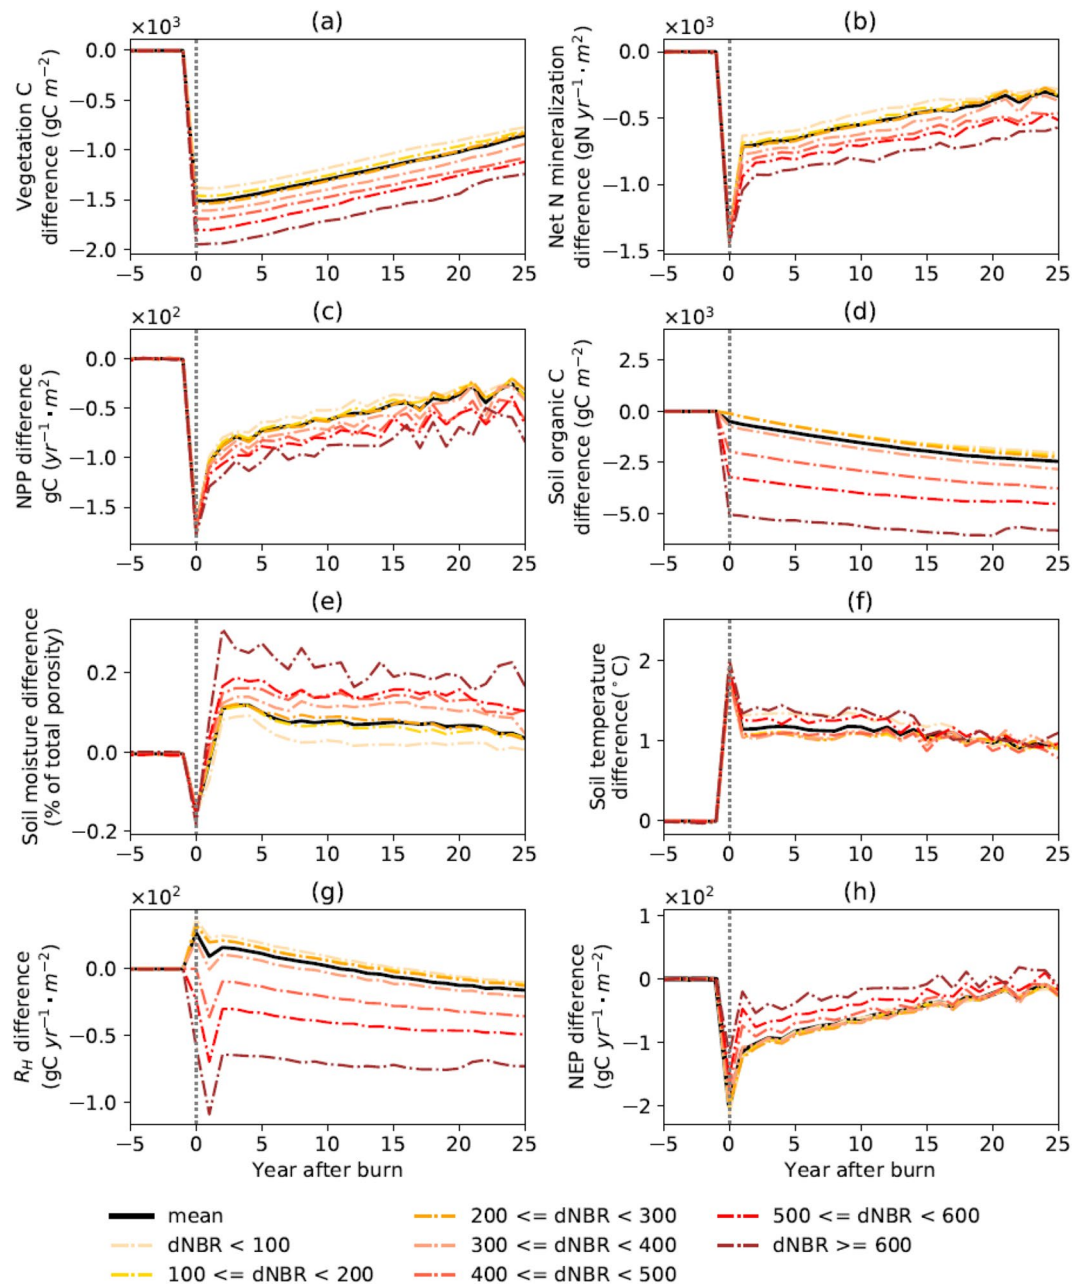 (a)
×10³
Vegetation C
difference (gC m⁻²)
0.0
−0.5
−1.0
−1.5
−2.0
−5 0 5 10 15 20 25
(b)
×10³
Net N mineralization
difference (gN yr⁻¹ · m²)
0.0
−0.5
−1.0
−1.5
−5 0 5 10 15 20 25
(c)
×10²
NPP difference
gC (yr⁻¹ · m²)
0.0
−0.5
−1.0
−1.5
−5 0 5 10 15 20 25
(d)
×10³
Soil organic C
difference (gC m⁻²)
2.5
0.0
−2.5
−5.0
−5 0 5 10 15 20 25
(e)
Soil moisture difference
(% of total porosity)
0.2
0.0
−0.2
−5 0 5 10 15 20 25
(f)
Soil temperature
difference(°C)
2
1
0
−5 0 5 10 15 20 25
(g)
×10²
R_H difference
(gC yr⁻¹ · m⁻²)
0.0
−0.5
−1.0
−5 0 5 10 15 20 25
Year after burn
(h)
×10²
NEP difference
(gC yr⁻¹ · m⁻²)
1
0
−1
−2
−5 0 5 10 15 20 25
Year after burn
mean
dNBR < 100
100 <= dNBR < 200
200 <= dNBR < 300
300 <= dNBR < 400
400 <= dNBR < 500
500 <= dNBR < 600
dNBR >= 600